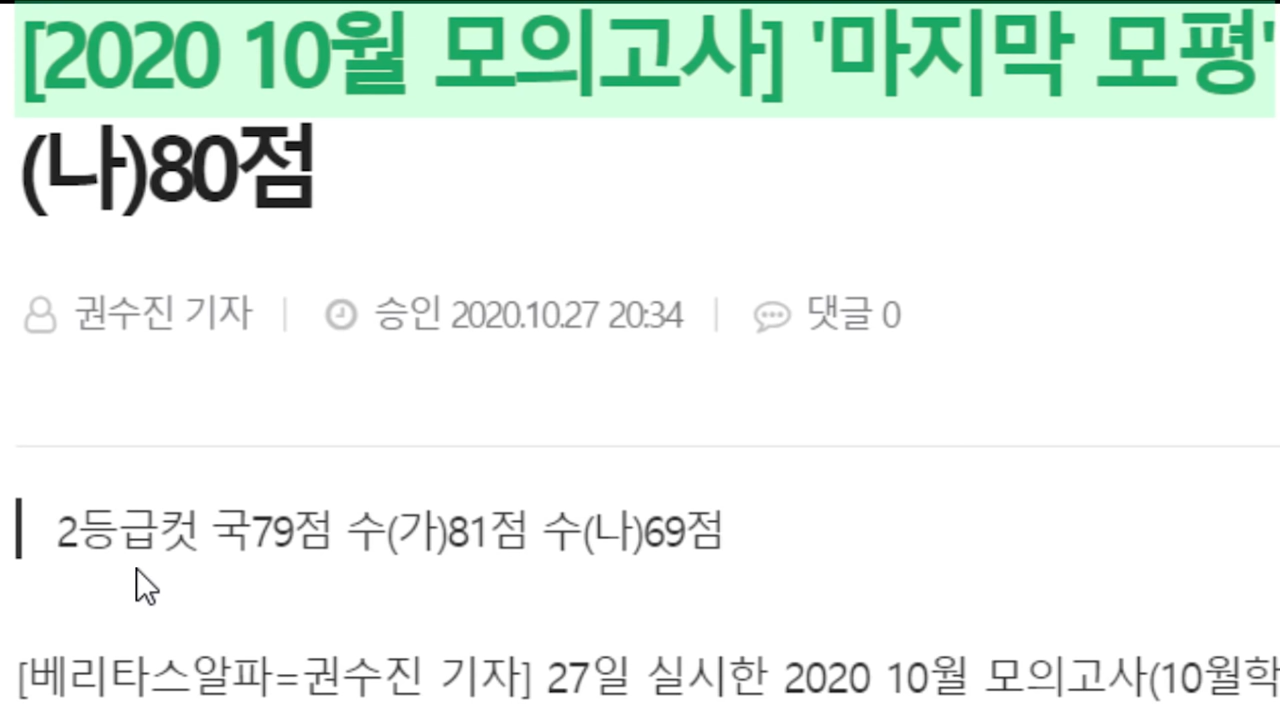 [2020 10월 모의고사] '마지막 모평'
(나)80점
권수진 기자 | 승인 2020.10.27 20:34 | 댓글 0
2등급컷 국79점 수(가)81점 수(나)69점
[베리타스알파=권수진 기자] 27일 실시한 2020 10월 모의고사(10월학